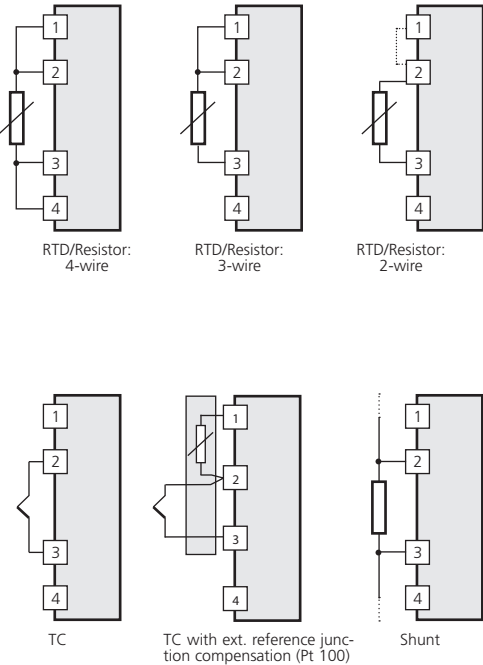 1
2
3
4
RTD/Resistor:
4-wire
1
2
3
4
RTD/Resistor:
3-wire
1
2
3
4
RTD/Resistor:
2-wire
1
2
3
4
TC
1
2
3
4
TC with ext. reference junc-
tion compensation (Pt 100)
1
2
3
4
Shunt